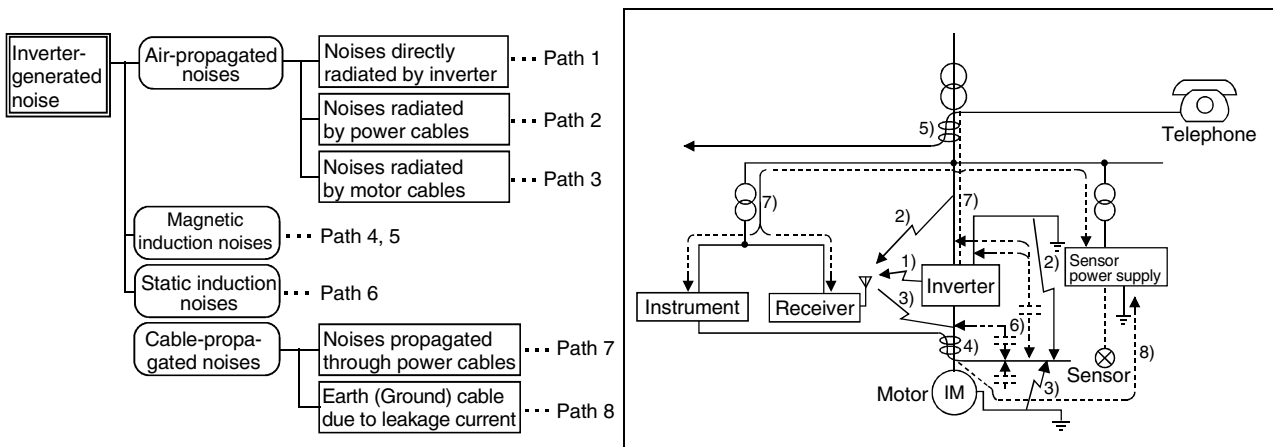 Inverter-
generated
noise
Air-propagated
noises
Noises directly
radiated by inverter
Path 1
Noises radiated
by power cables
Path 2
Noises radiated
by motor cables
Path 3
Magnetic
induction noises
Path 4, 5
Static induction
noises
Path 6
Cable-propa-
gated noises
Noises propagated
through power cables
Path 7
Earth (Ground) cable
due to leakage current
Path 8
Telephone
5)
7)
7)
2)
1)
2)
Sensor
power supply
Instrument
Receiver
Inverter
3)
6)
4)
8)
Sensor
3)
Motor
IM